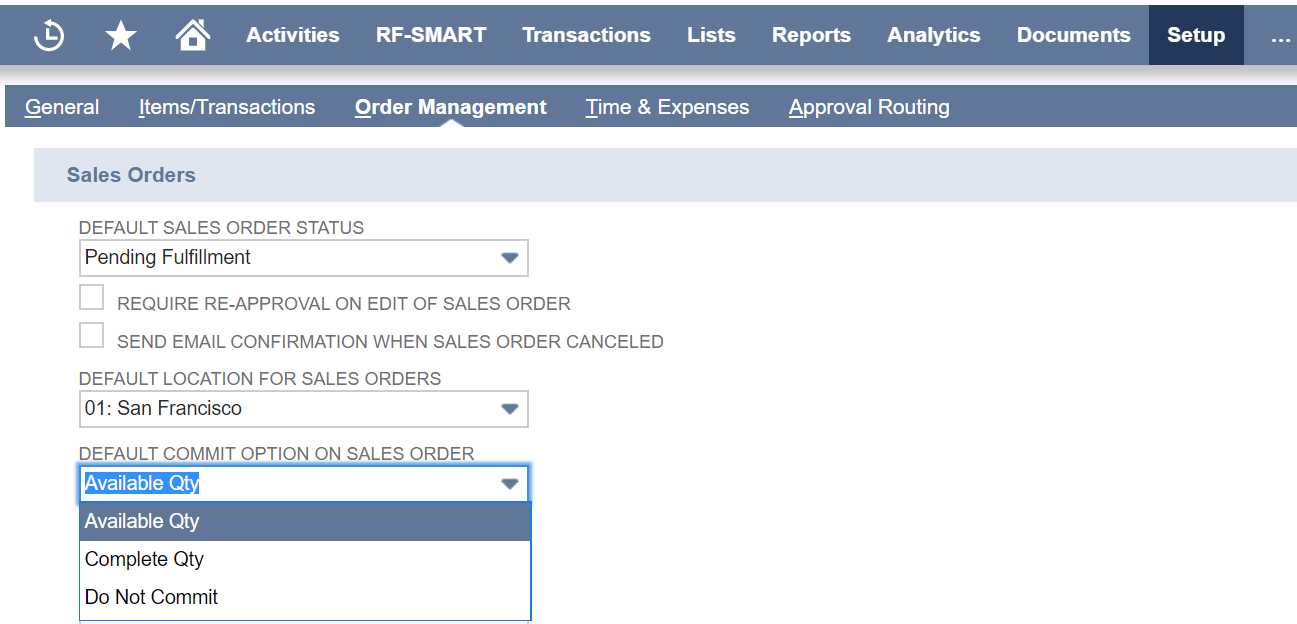 Activities RF-SMART Transactions Lists Reports Analytics Documents Setup ...
General Items/Transactions Order Management Time & Expenses Approval Routing
Sales Orders
DEFAULT SALES ORDER STATUS
Pending Fulfillment
REQUIRE RE-APPROVAL ON EDIT OF SALES ORDER
SEND EMAIL CONFIRMATION WHEN SALES ORDER CANCELED
DEFAULT LOCATION FOR SALES ORDERS
01: San Francisco
DEFAULT COMMIT OPTION ON SALES ORDER
Available Qty
Available Qty
Complete Qty
Do Not Commit